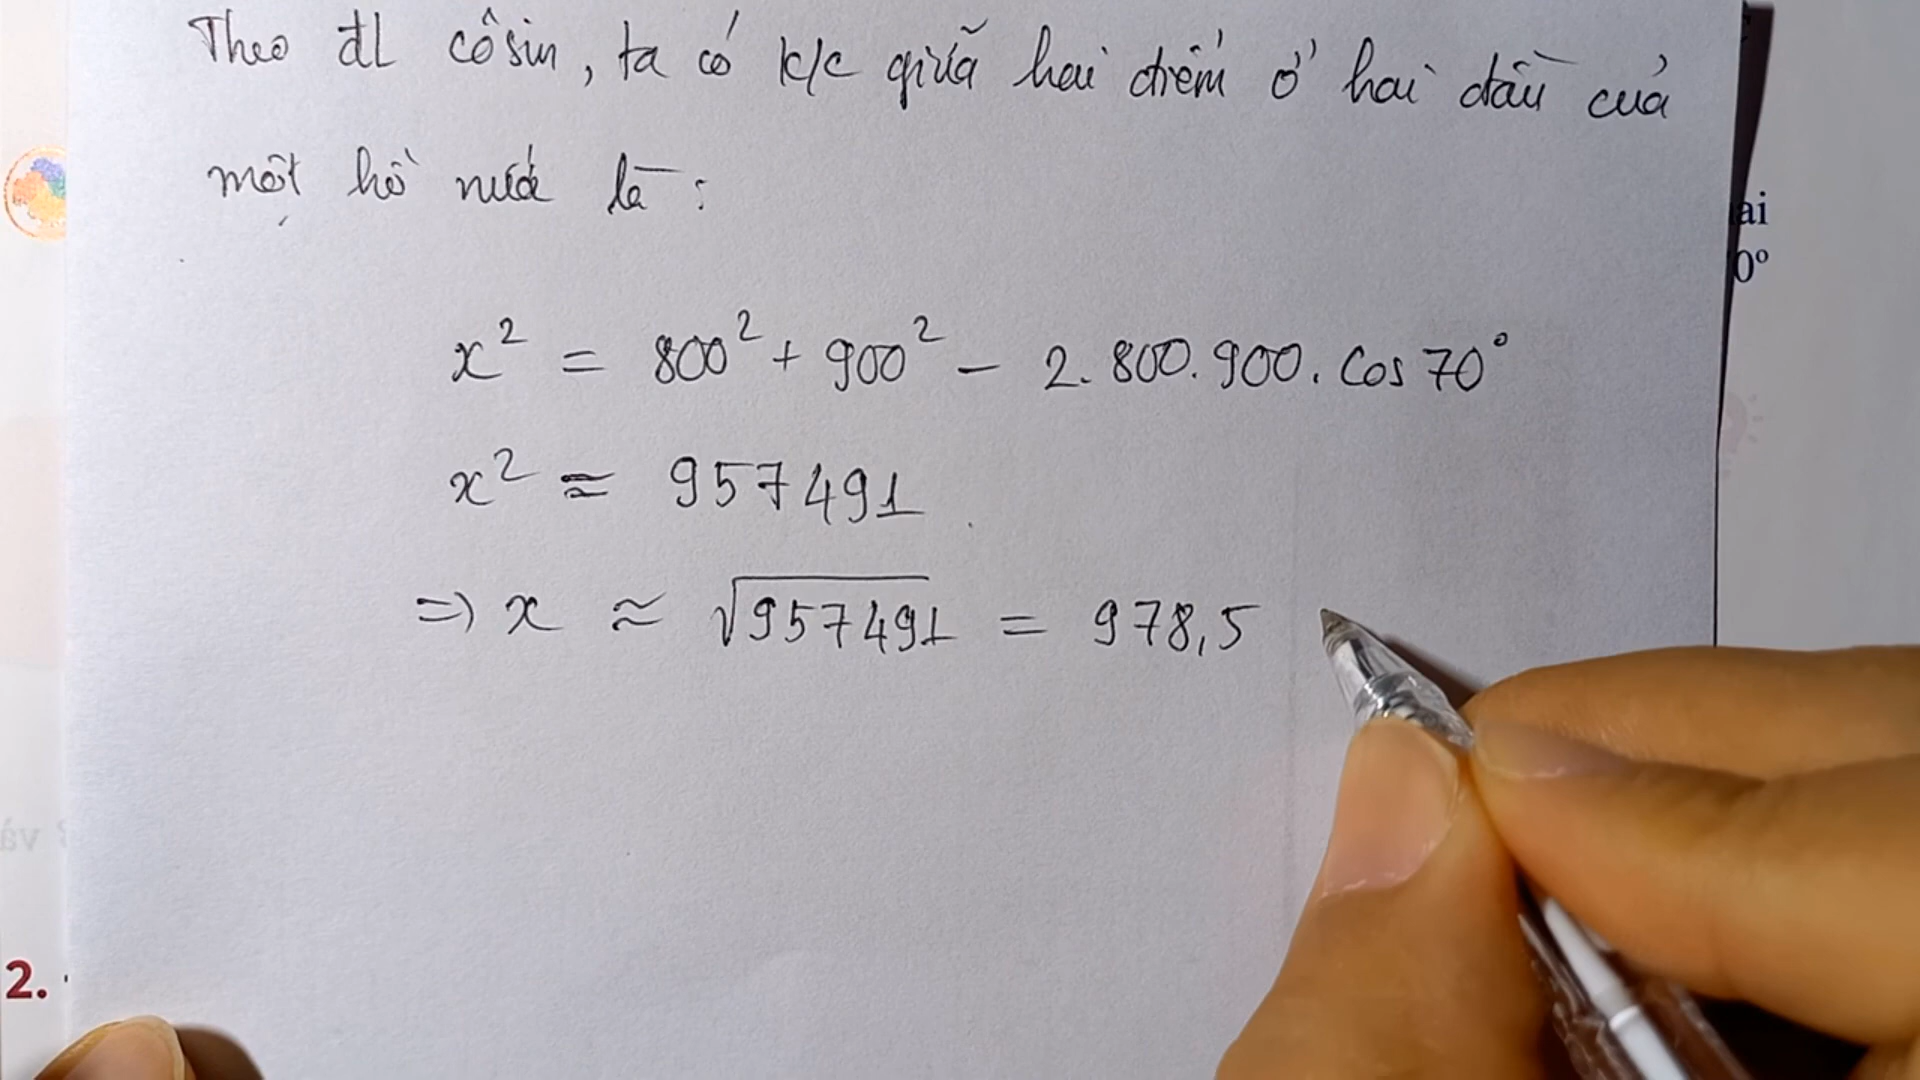 Theo đL côsin, ta có k/c giữa hai điểm ở hai đầu của
một hồ nước là :
ai
0°
x² = 800² + 900² - 2.800.900. cos 70°
x² ≈ 957491
=> x ≈ √957491 = 978,5
2.